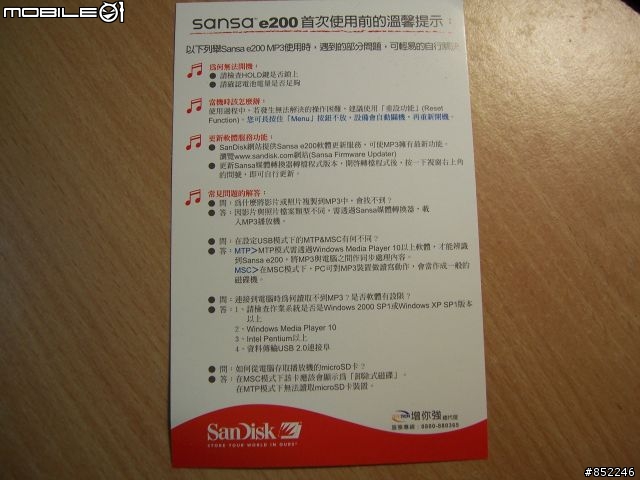 MOBILE01
sansa™ e200 首次使用前的溫馨提示：
以下列舉Sansa e200 MP3使用時，遇到的部分問題，可輕易的自行解決
為何無法開機：
● 請檢查HOLD鍵是否鎖上
● 請確認電池電量是否足夠
當機時該怎麼辦：
使用過程中，若發生無法解決的操作困難，建議使用「重設功能」(Reset
Function)。您可長按住「Menu」按鈕不放，設備會自動關機，再重新開機。
更新軟體服務功能：
● SanDisk網站提供Sansa e200軟體更新服務，可使MP3擁有最新功能。
瀏覽www.sandisk.com網站(Sansa Firmware Updater)
● 更新Sansa媒體轉換器轉檔程式版本，開啓轉檔程式後，按一下視窗右上角
的問號，即可自行更新。
常見問題的解答：
● 問：為什麼將影片或照片複製到MP3中，會找不到？
● 答：因影片與照片檔案類型不同，需透過Sansa媒體轉換器，載
入MP3播放機。
● 問：在設定USB模式下的MTP&MSC有何不同？
● 答：MTP>MTP模式需透過Windows Media Player 10以上軟體，才能辨識
到Sansa e200，將MP3與電腦之間作同步處理內容。
MSC>在MSC模式下，PC可對MP3裝置做讀寫動作，會當作成一般的
磁碟機。
● 問：連接到電腦時為何讀取不到MP3？是否軟體有設限？
● 答：1、請檢查作業系統是否是Windows 2000 SP1或Windows XP SP1版本
以上
2、Windows Media Player 10
3、Intel Pentium以上
4、資料傳輸USB 2.0連接阜
● 問：如何從電腦存取播放機的microSD卡？
● 答：在MSC模式下該卡應該會顯示為「卸除式磁碟」。
在MTP模式下無法讀取microSD卡裝置。
SanDisk
STORE YOUR WORLD IN OURS
增你強 總代理
服務專線：0800-880365
#852246